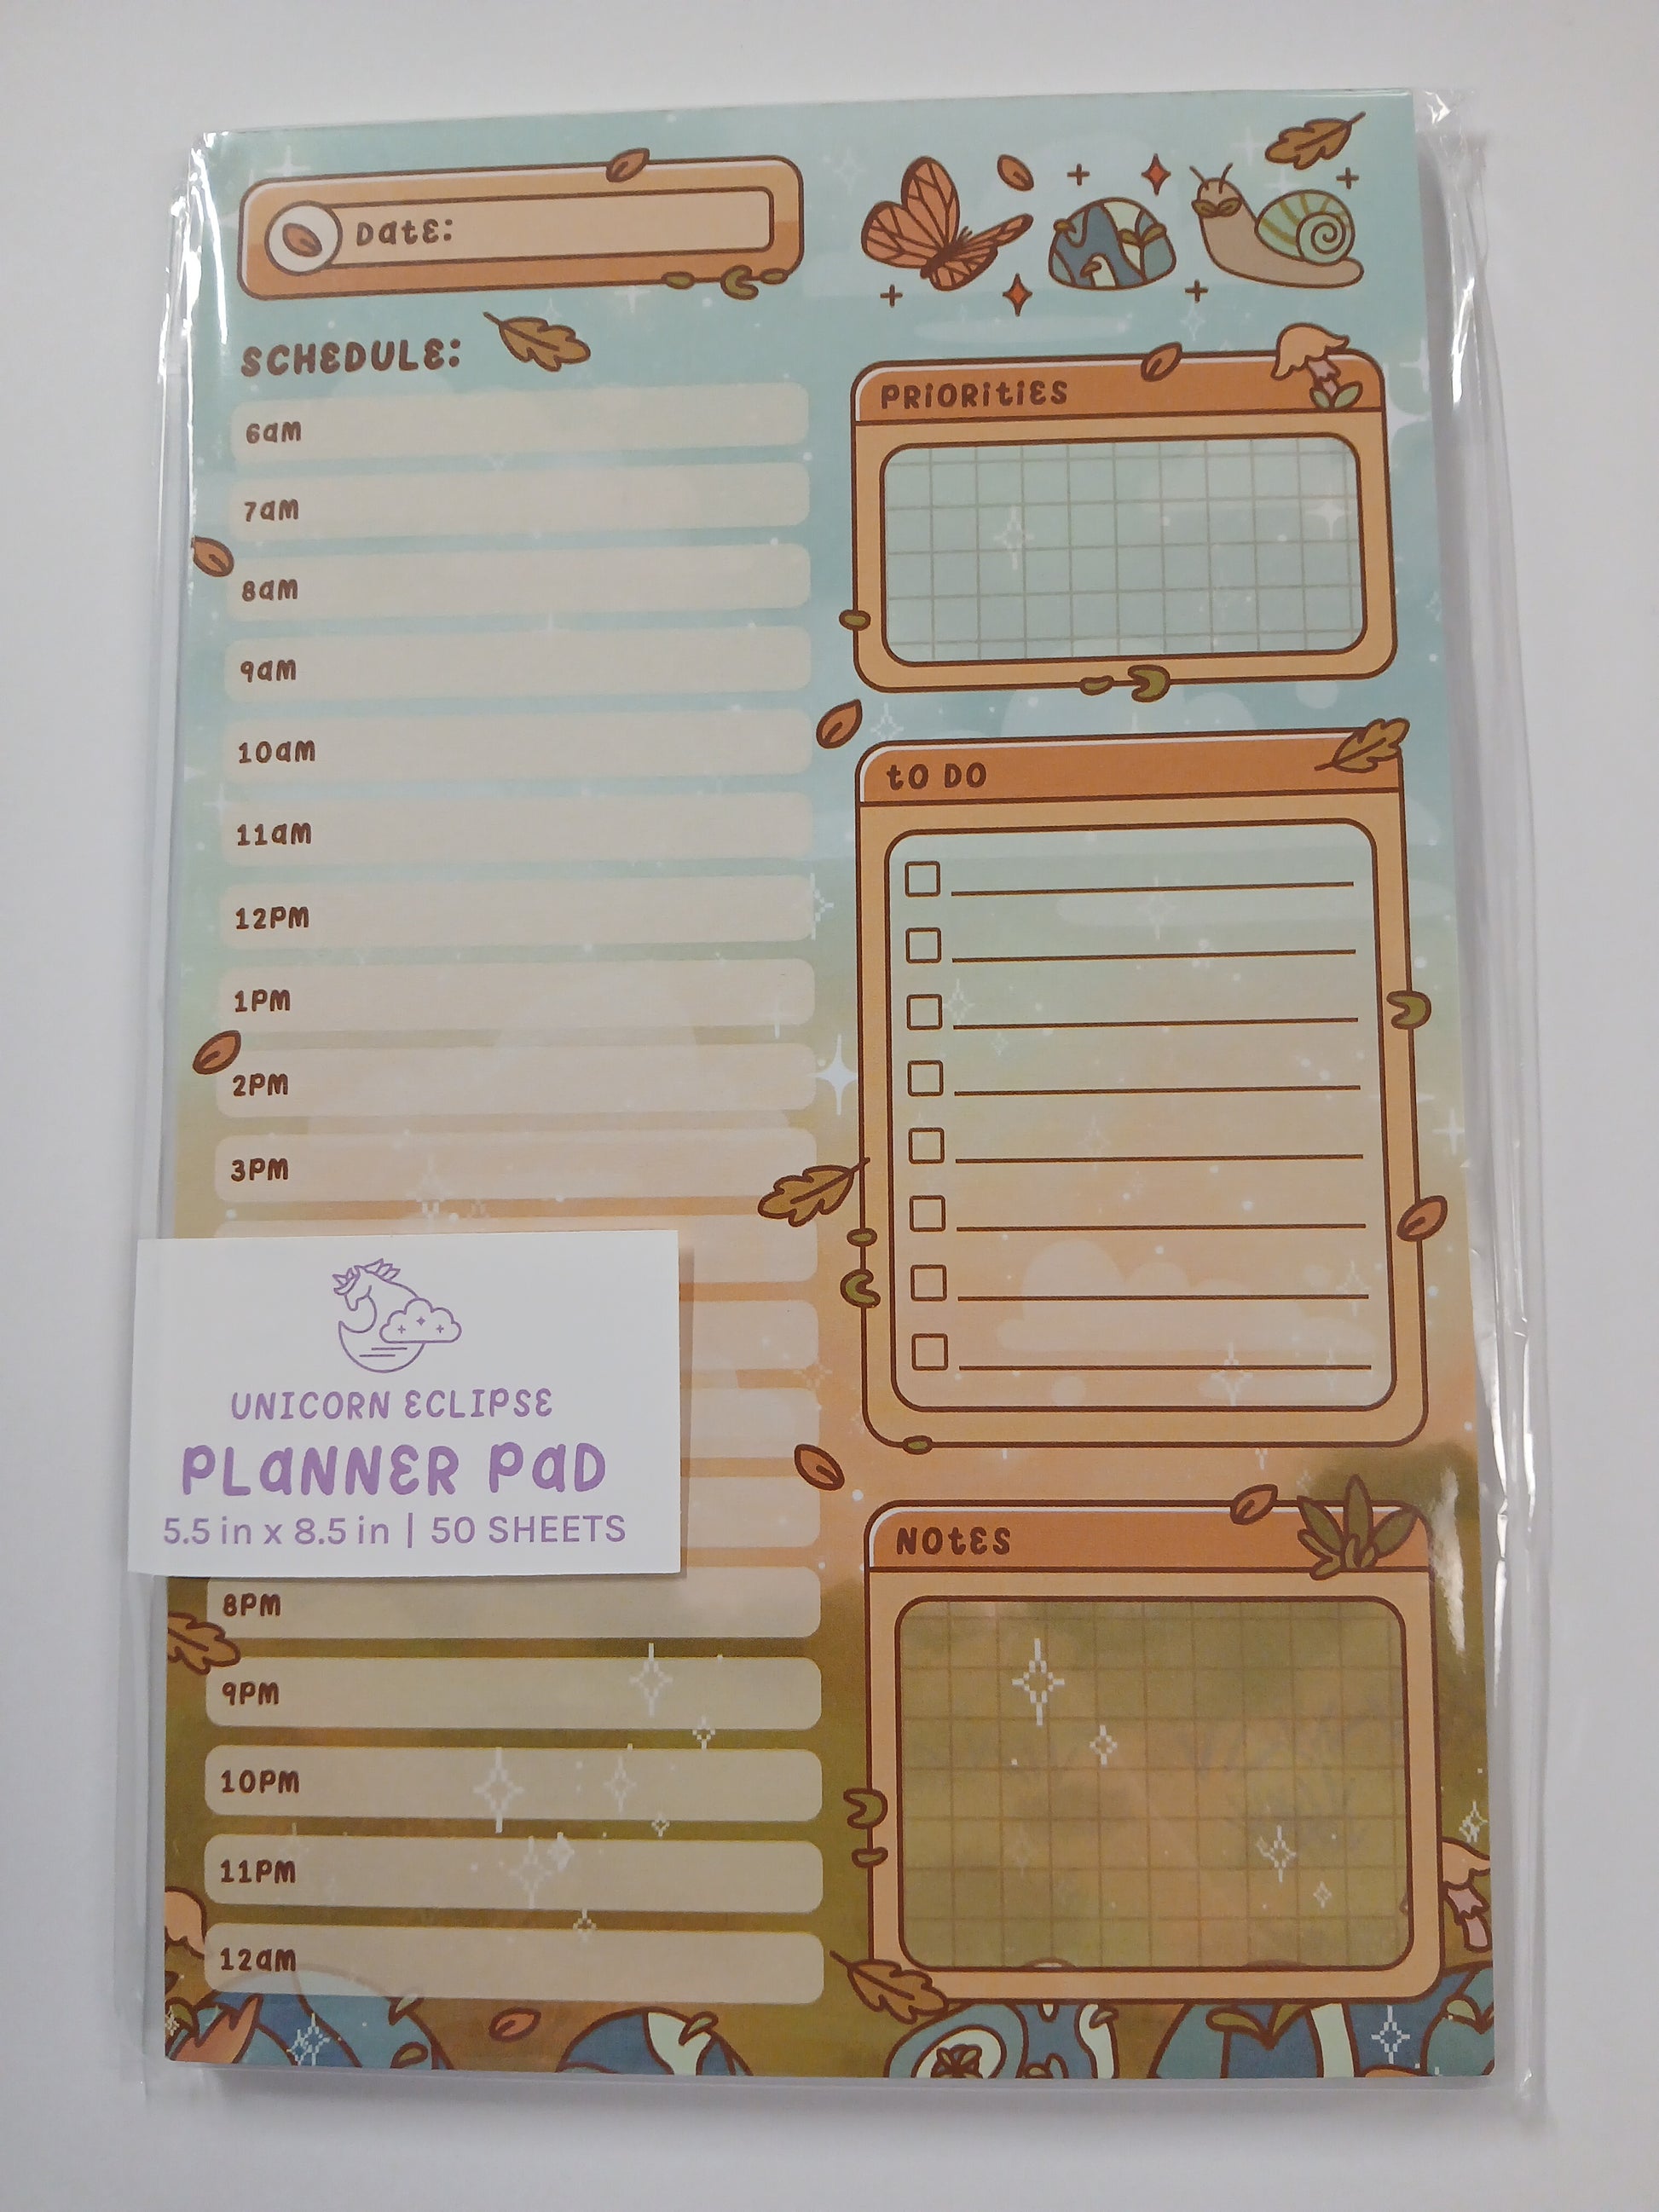 Date:
SCHEDULE:
6am
7am
8am
9am
10am
11am
12PM
1PM
2PM
3PM
UNICORN ECLIPSE
PLANNER PAD
5.5 in x 8.5 in | 50 SHEETS
8PM
9PM
10PM
11PM
12am
PRIORITIES
TO DO
NOTES